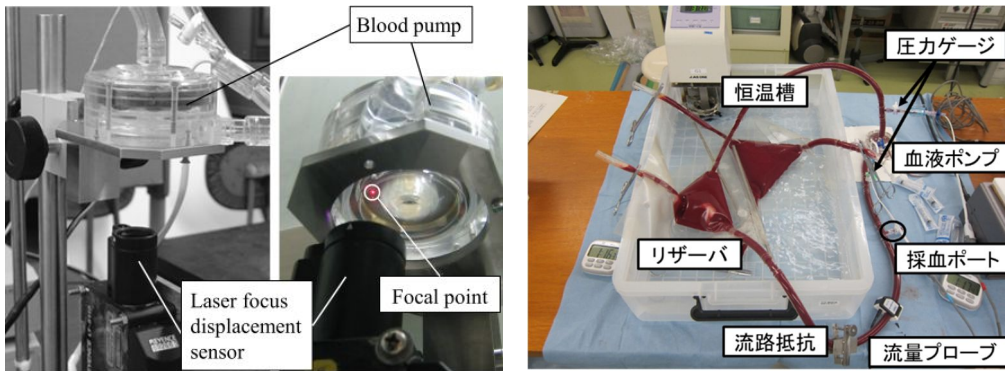 Blood pump
Laser focus
displacement
sensor
Focal point
KEYENCE
圧力ゲージ
恒温槽
血液ポンプ
リザーバ
採血ポート
流路抵抗
流量プローブ